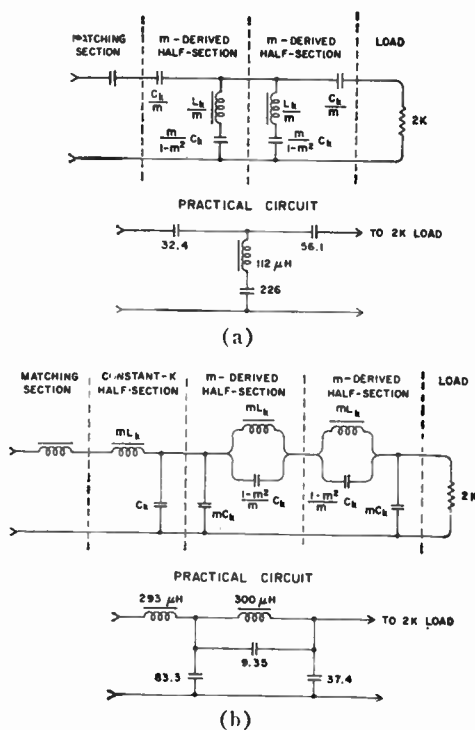 MATCHING SECTION
m-DERIVED HALF-SECTION
m-DERIVED HALF-SECTION
LOAD
Ck/m
Lk/m
m/1-m² Ck
Lk/m
m/1-m² Ck
Ck/m
2K
PRACTICAL CIRCUIT
32.4
56.1
TO 2K LOAD
112 μH
226
(a)
MATCHING SECTION
CONSTANT-K HALF-SECTION
m-DERIVED HALF-SECTION
m-DERIVED HALF-SECTION
LOAD
mLk
mLk
mLk
Ck
mCk
1-m²/m Ck
1-m²/m Ck
mCk
2K
PRACTICAL CIRCUIT
293 μH
300 μH
TO 2K LOAD
9.35
83.3
37.4
(b)